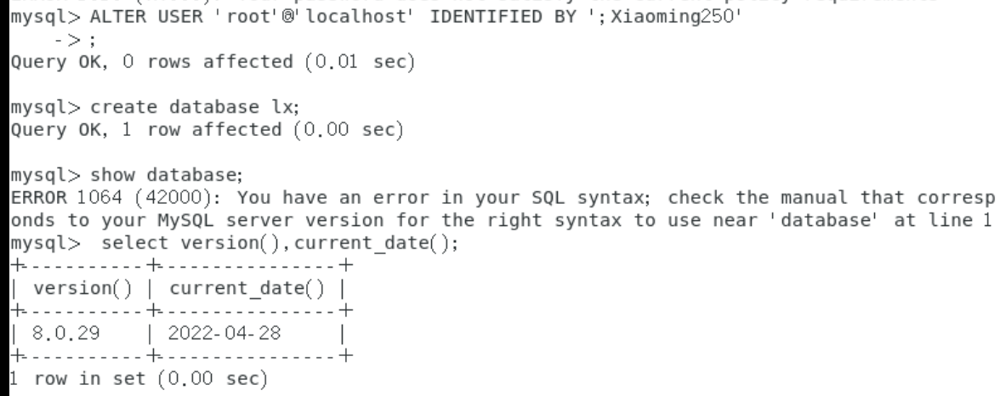 mysql> ALTER USER 'root'@'localhost' IDENTIFIED BY ';Xiaoming250'
    -> ;
Query OK, 0 rows affected (0.01 sec)

mysql> create database lx;
Query OK, 1 row affected (0.00 sec)

mysql> show database;
ERROR 1064 (42000): You have an error in your SQL syntax; check the manual that corresp
onds to your MySQL server version for the right syntax to use near 'database' at line 1
mysql>  select version(),current_date();
+-----------+----------------+
| version() | current_date() |
+-----------+----------------+
| 8.0.29    | 2022-04-28     |
+-----------+----------------+
1 row in set (0.00 sec)